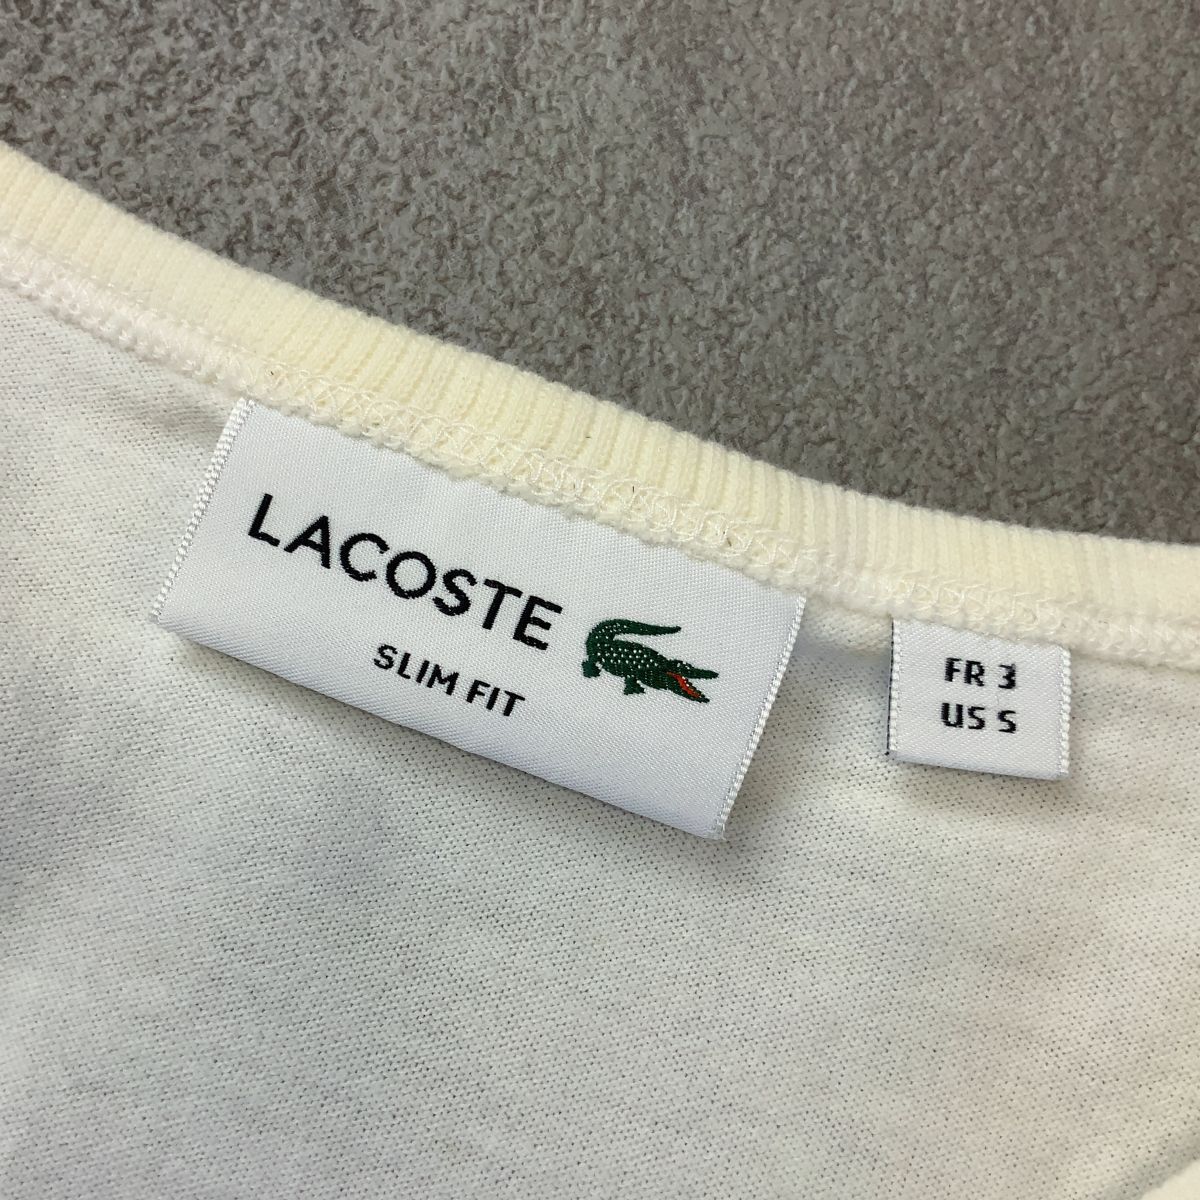 LACOSTE
SLIM FIT
FR 3
US S